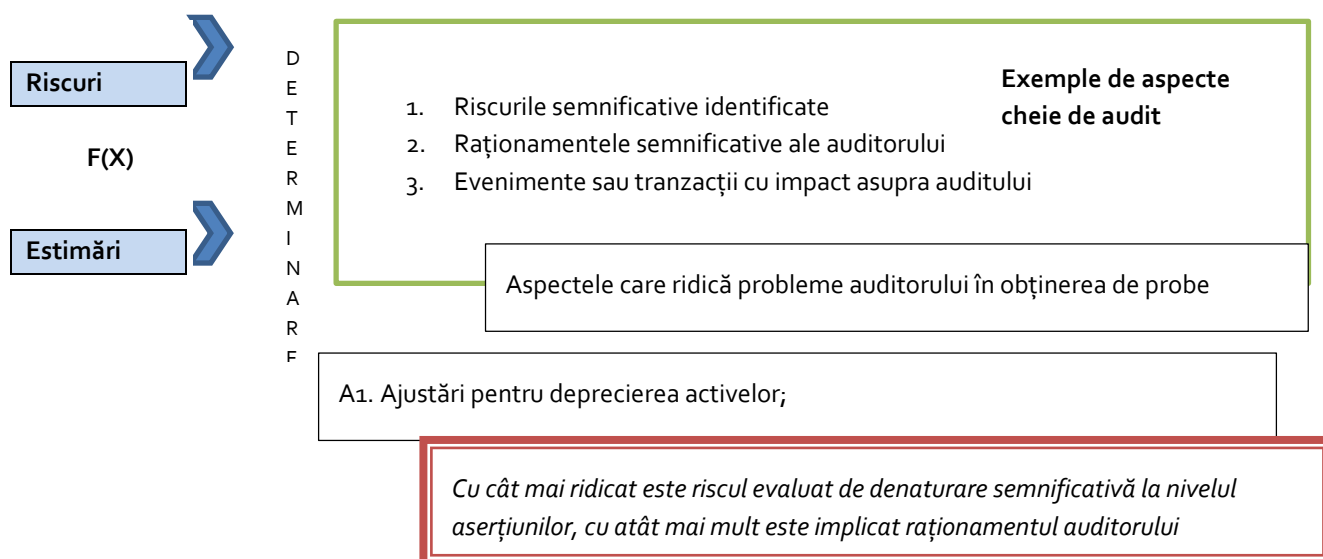 Riscuri
F(X)
Estimări
D
E
T
E
R
M
I
N
A
R
E
Exemple de aspecte
cheie de audit
1. Riscurile semnificative identificate
2. Raționamentele semnificative ale auditorului
3. Evenimente sau tranzacții cu impact asupra auditului
Aspectele care ridică probleme auditorului în obținerea de probe
A1. Ajustări pentru deprecierea activelor;
Cu cât mai ridicat este riscul evaluat de denaturare semnificativă la nivelul
aserțiunilor, cu atât mai mult este implicat raționamentul auditorului